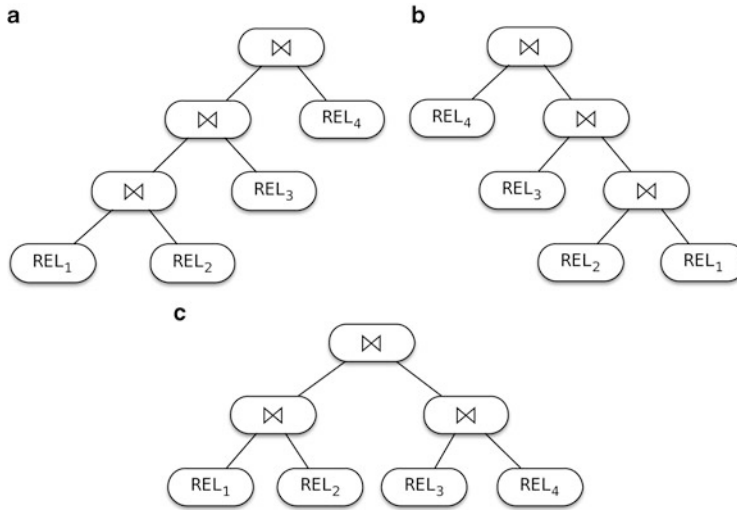 a
b
⋈
⋈
⋈
REL₄
REL₄
⋈
⋈
REL₃
REL₃
⋈
REL₁
REL₂
REL₂
REL₁
c
⋈
⋈
⋈
REL₁
REL₂
REL₃
REL₄